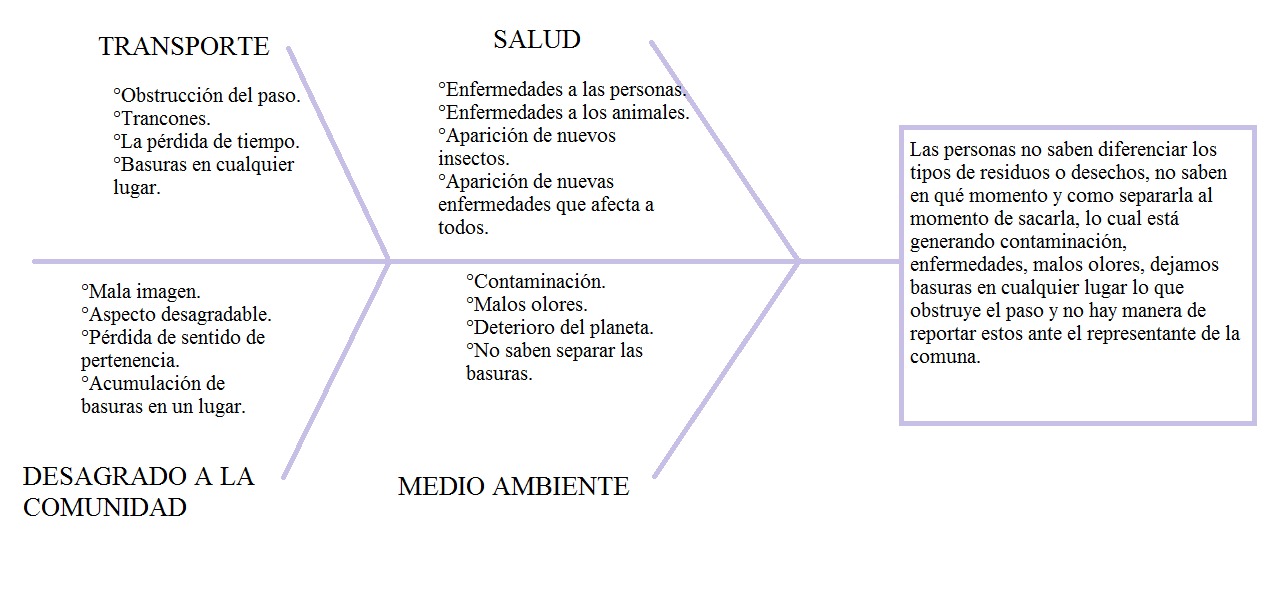 TRANSPORTE
°Obstrucción del paso.
°Trancones.
°La pérdida de tiempo.
°Basuras en cualquier
lugar.
SALUD
°Enfermedades a las personas.
°Enfermedades a los animales.
°Aparición de nuevos
insectos.
°Aparición de nuevas
enfermedades que afecta a
todos.
°Mala imagen.
°Aspecto desagradable.
°Pérdida de sentido de
pertenencia.
°Acumulación de
basuras en un lugar.
DESAGRADO A LA
COMUNIDAD
°Contaminación.
°Malos olores.
°Deterioro del planeta.
°No saben separar las
basuras.
MEDIO AMBIENTE
Las personas no saben diferenciar los
tipos de residuos o desechos, no saben
en qué momento y como separarla al
momento de sacarla, lo cual está
generando contaminación,
enfermedades, malos olores, dejamos
basuras en cualquier lugar lo que
obstruye el paso y no hay manera de
reportar estos ante el representante de la
comuna.